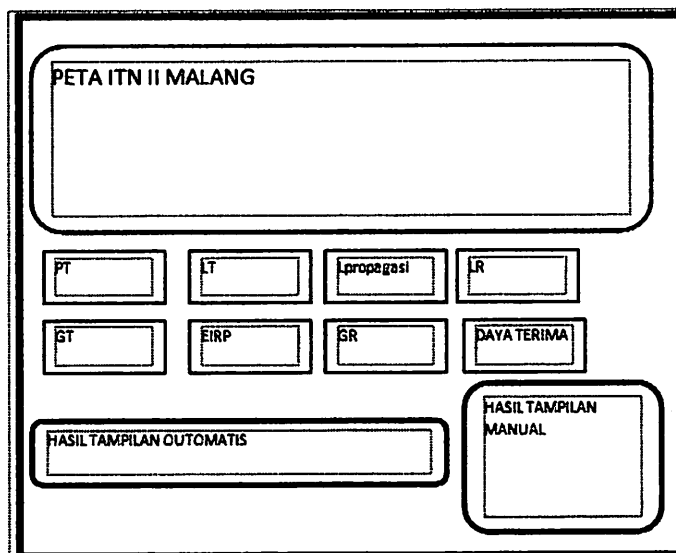 PETA ITN II MALANG
PT
LT
Lpropagasi
LR
GT
EIRP
GR
DAYA TERIMA
HASIL TAMPILAN OUTOMATIS
HASIL TAMPILAN
MANUAL